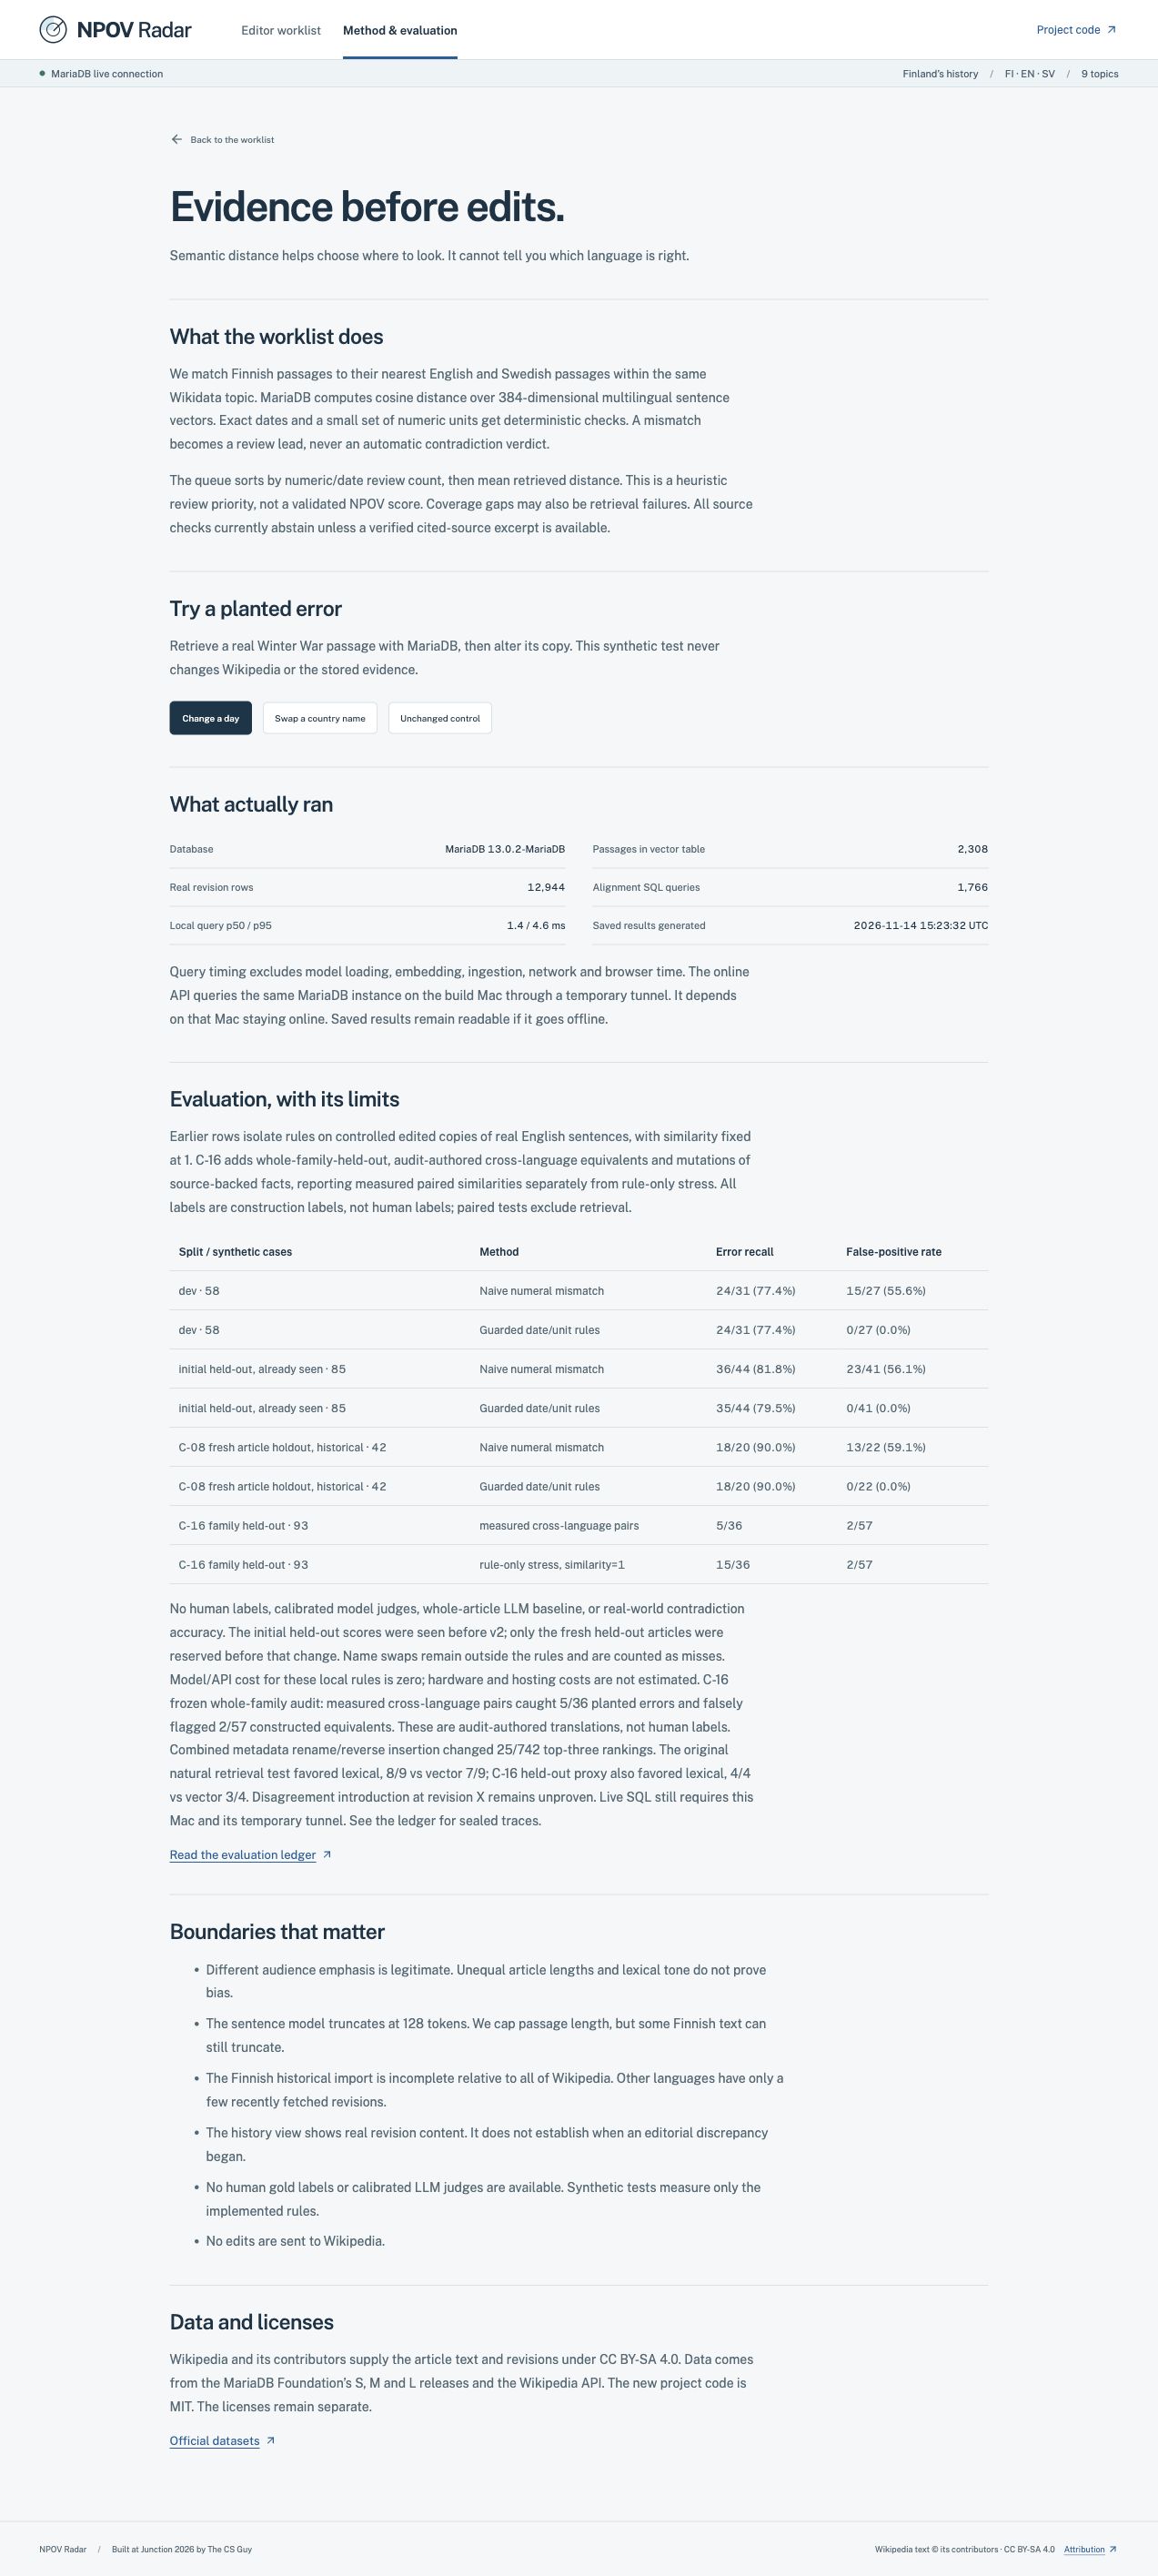 NPOV Radar
Editor worklist
Method & evaluation
Project code
MariaDB live connection
Finland's history / FI · EN · SV / 9 topics
Back to the worklist
Evidence before edits.
Semantic distance helps choose where to look. It cannot tell you which language is right.
What the worklist does
We match Finnish passages to their nearest English and Swedish passages within the same
Wikidata topic. MariaDB computes cosine distance over 384-dimensional multilingual sentence
vectors. Exact dates and a small set of numeric units get deterministic checks. A mismatch
becomes a review lead, never an automatic contradiction verdict.
The queue sorts by numeric/date review count, then mean retrieved distance. This is a heuristic
review priority, not a validated NPOV score. Coverage gaps may also be retrieval failures. All source
checks currently abstain unless a verified cited-source excerpt is available.
Try a planted error
Retrieve a real Winter War passage with MariaDB, then alter its copy. This synthetic test never
changes Wikipedia or the stored evidence.
Change a day
Swap a country name
Unchanged control
What actually ran
Database MariaDB 13.0.2-MariaDB
Passages in vector table 2,308
Real revision rows 12,944
Alignment SQL queries 1,766
Local query p50 / p95 1.4 / 4.6 ms
Saved results generated 2026-11-14 15:23:32 UTC
Query timing excludes model loading, embedding, ingestion, network and browser time. The online
API queries the same MariaDB instance on the build Mac through a temporary tunnel. It depends
on that Mac staying online. Saved results remain readable if it goes offline.
Evaluation, with its limits
Earlier rows isolate rules on controlled edited copies of real English sentences, with similarity fixed
at 1. C-16 adds whole-family-held-out, audit-authored cross-language equivalents and mutations of
source-backed facts, reporting measured paired similarities separately from rule-only stress. All
labels are construction labels, not human labels; paired tests exclude retrieval.
Split / synthetic cases Method Error recall False-positive rate
dev · 58 Naive numeral mismatch 24/31 (77.4%) 15/27 (55.6%)
dev · 58 Guarded date/unit rules 24/31 (77.4%) 0/27 (0.0%)
initial held-out, already seen · 85 Naive numeral mismatch 36/44 (81.8%) 23/41 (56.1%)
initial held-out, already seen · 85 Guarded date/unit rules 35/44 (79.5%) 0/41 (0.0%)
C-08 fresh article holdout, historical · 42 Naive numeral mismatch 18/20 (90.0%) 13/22 (59.1%)
C-08 fresh article holdout, historical · 42 Guarded date/unit rules 18/20 (90.0%) 0/22 (0.0%)
C-16 family held-out · 93 measured cross-language pairs 5/36 2/57
C-16 family held-out · 93 rule-only stress, similarity=1 15/36 2/57
No human labels, calibrated model judges, whole-article LLM baseline, or real-world contradiction
accuracy. The initial held-out scores were seen before v2; only the fresh held-out articles were
reserved before that change. Name swaps remain outside the rules and are counted as misses.
Model/API cost for these local rules is zero; hardware and hosting costs are not estimated. C-16
frozen whole-family audit: measured cross-language pairs caught 5/36 planted errors and falsely
flagged 2/57 constructed equivalents. These are audit-authored translations, not human labels.
Combined metadata rename/reverse insertion changed 25/742 top-three rankings. The original
natural retrieval test favored lexical, 8/9 vs vector 7/9; C-16 held-out proxy also favored lexical, 4/4
vs vector 3/4. Disagreement introduction at revision X remains unproven. Live SQL still requires this
Mac and its temporary tunnel. See the ledger for sealed traces.
Read the evaluation ledger
Boundaries that matter
• Different audience emphasis is legitimate. Unequal article lengths and lexical tone do not prove
bias.
• The sentence model truncates at 128 tokens. We cap passage length, but some Finnish text can
still truncate.
• The Finnish historical import is incomplete relative to all of Wikipedia. Other languages have only a
few recently fetched revisions.
• The history view shows real revision content. It does not establish when an editorial discrepancy
began.
• No human gold labels or calibrated LLM judges are available. Synthetic tests measure only the
implemented rules.
• No edits are sent to Wikipedia.
Data and licenses
Wikipedia and its contributors supply the article text and revisions under CC BY-SA 4.0. Data comes
from the MariaDB Foundation's S, M and L releases and the Wikipedia API. The new project code is
MIT. The licenses remain separate.
Official datasets
NPOV Radar / Built at Junction 2026 by The CS Guy
Wikipedia text © its contributors · CC BY-SA 4.0 Attribution